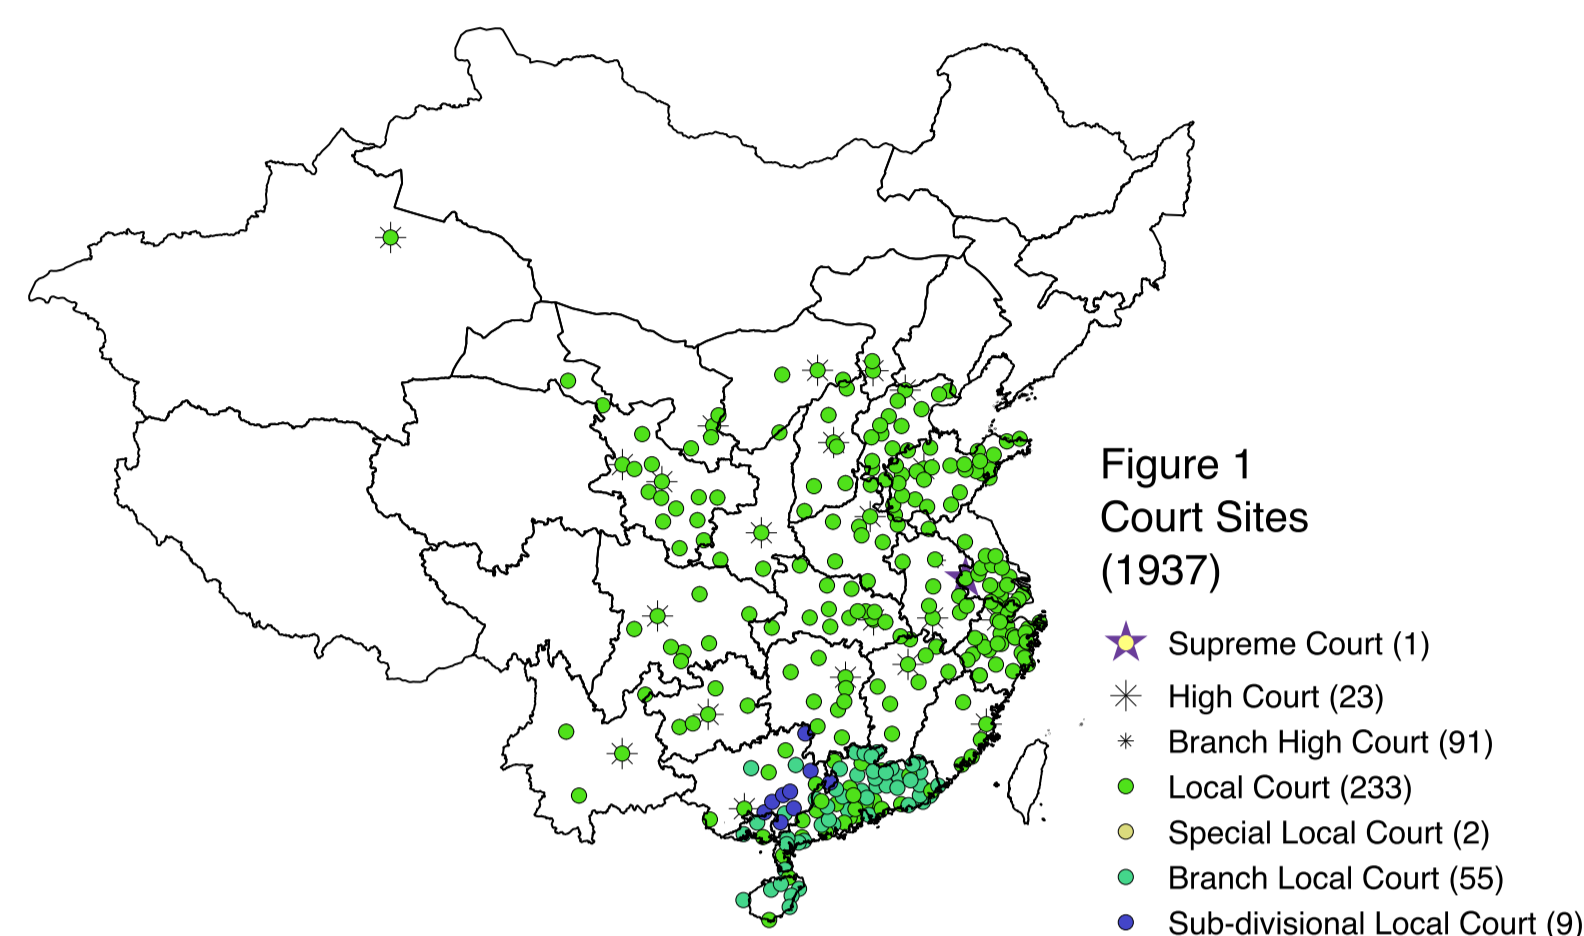 Figure 1
Court Sites
(1937)
Supreme Court (1)
High Court (23)
Branch High Court (91)
Local Court (233)
Special Local Court (2)
Branch Local Court (55)
Sub-divisional Local Court (9)